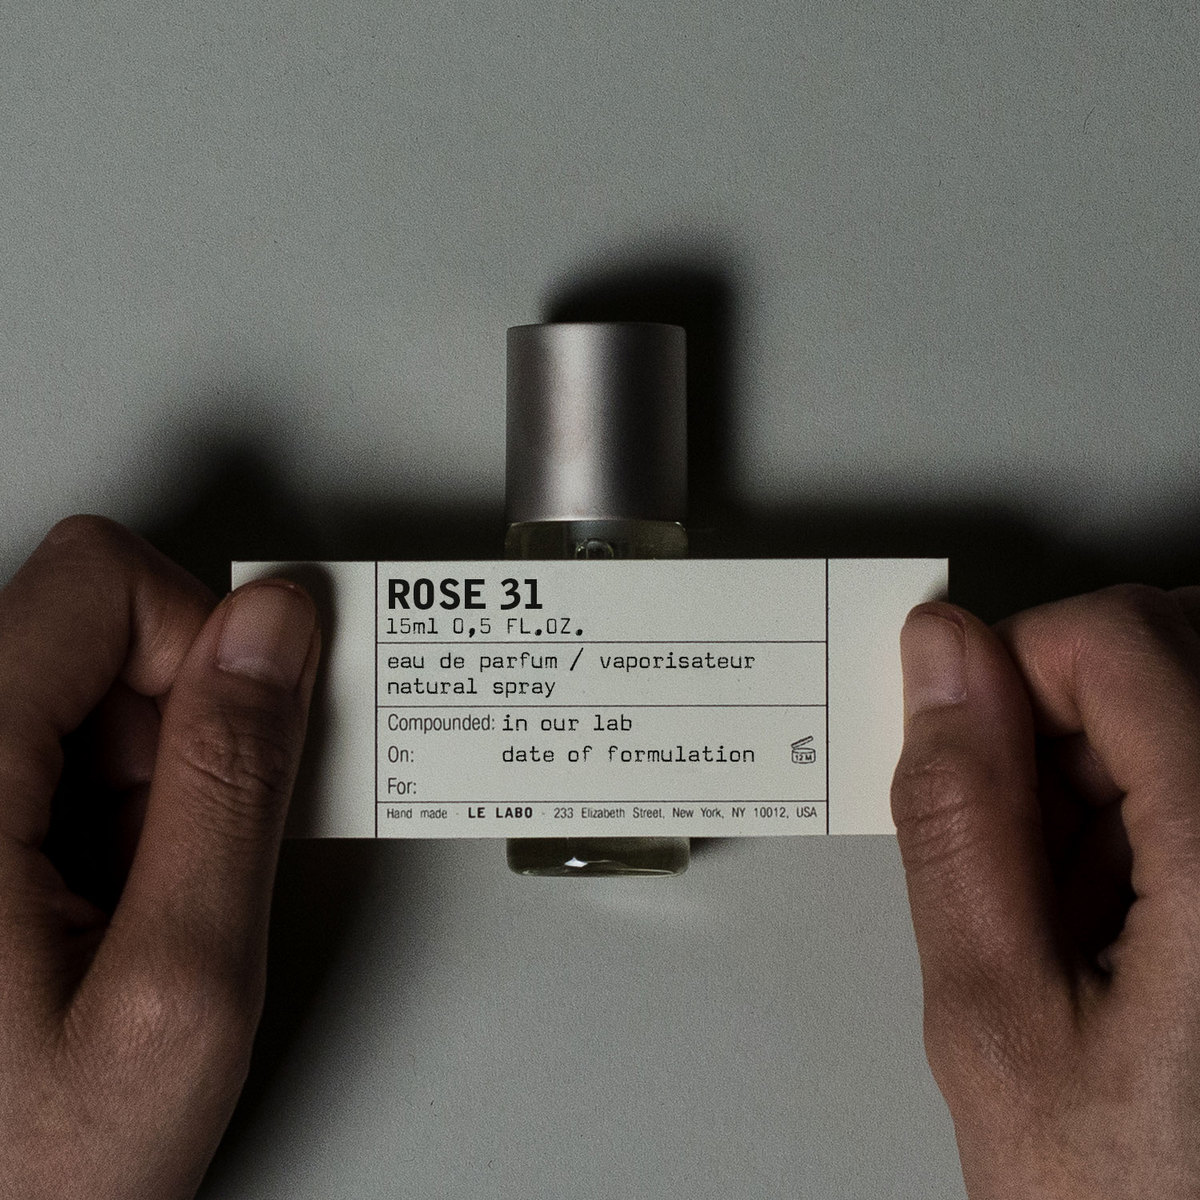 ROSE 31
15ml 0,5 FL.OZ.
eau de parfum / vaporisateur
natural spray
Compounded: in our lab
On: date of formulation
12 M
For:
Hand made - LE LABO - 233 Elizabeth Street, New York, NY 10012, USA